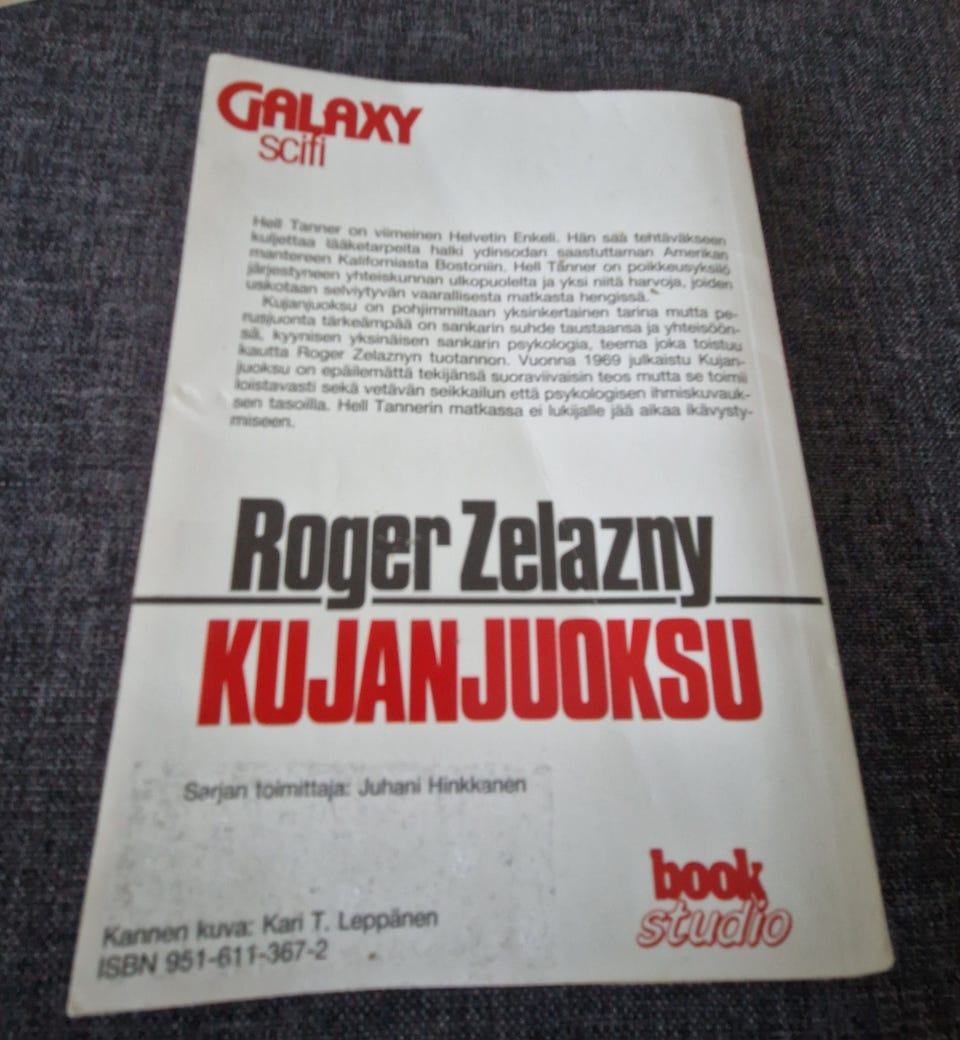 GALAXY
scifi
Hell Tanner on viimeinen Helvetin Enkeli. Hän saa tehtäväkseen
kuljettaa lääketarpeita halki ydinsodan saastuttaman Amerikan
mantereen Kaliforniasta Bostoniin. Hell Tanner on poikkeusyksilö
järjestyneen yhteiskunnan ulkopuolelta ja yksi niitä harvoja, joiden
uskotaan selviytyvän vaarallisesta matkasta hengissä.
Kujanjuoksu on pohjimmiltaan yksinkertainen tarina mutta pe-
rusjuonta tärkeämpää on sankarin suhde taustaansa ja yhteisöön-
sä, kyynisen yksinäisen sankarin psykologia, teema joka toistuu
kautta Roger Zelaznyn tuotannon. Vuonna 1969 julkaistu Kujan-
juoksu on epäilemättä tekijänsä suoraviivaisin teos mutta se toimii
loistavasti sekä vetävän seikkailun että psykologisen ihmiskuvauk-
sen tasoilla. Hell Tannerin matkassa ei lukijalle jää aikaa ikävysty-
miseen.
Roger Zelazny
KUJANJUOKSU
Sarjan toimittaja: Juhani Hinkkanen
book
studio
Kannen kuva: Kari T. Leppänen
ISBN 951-611-367-2